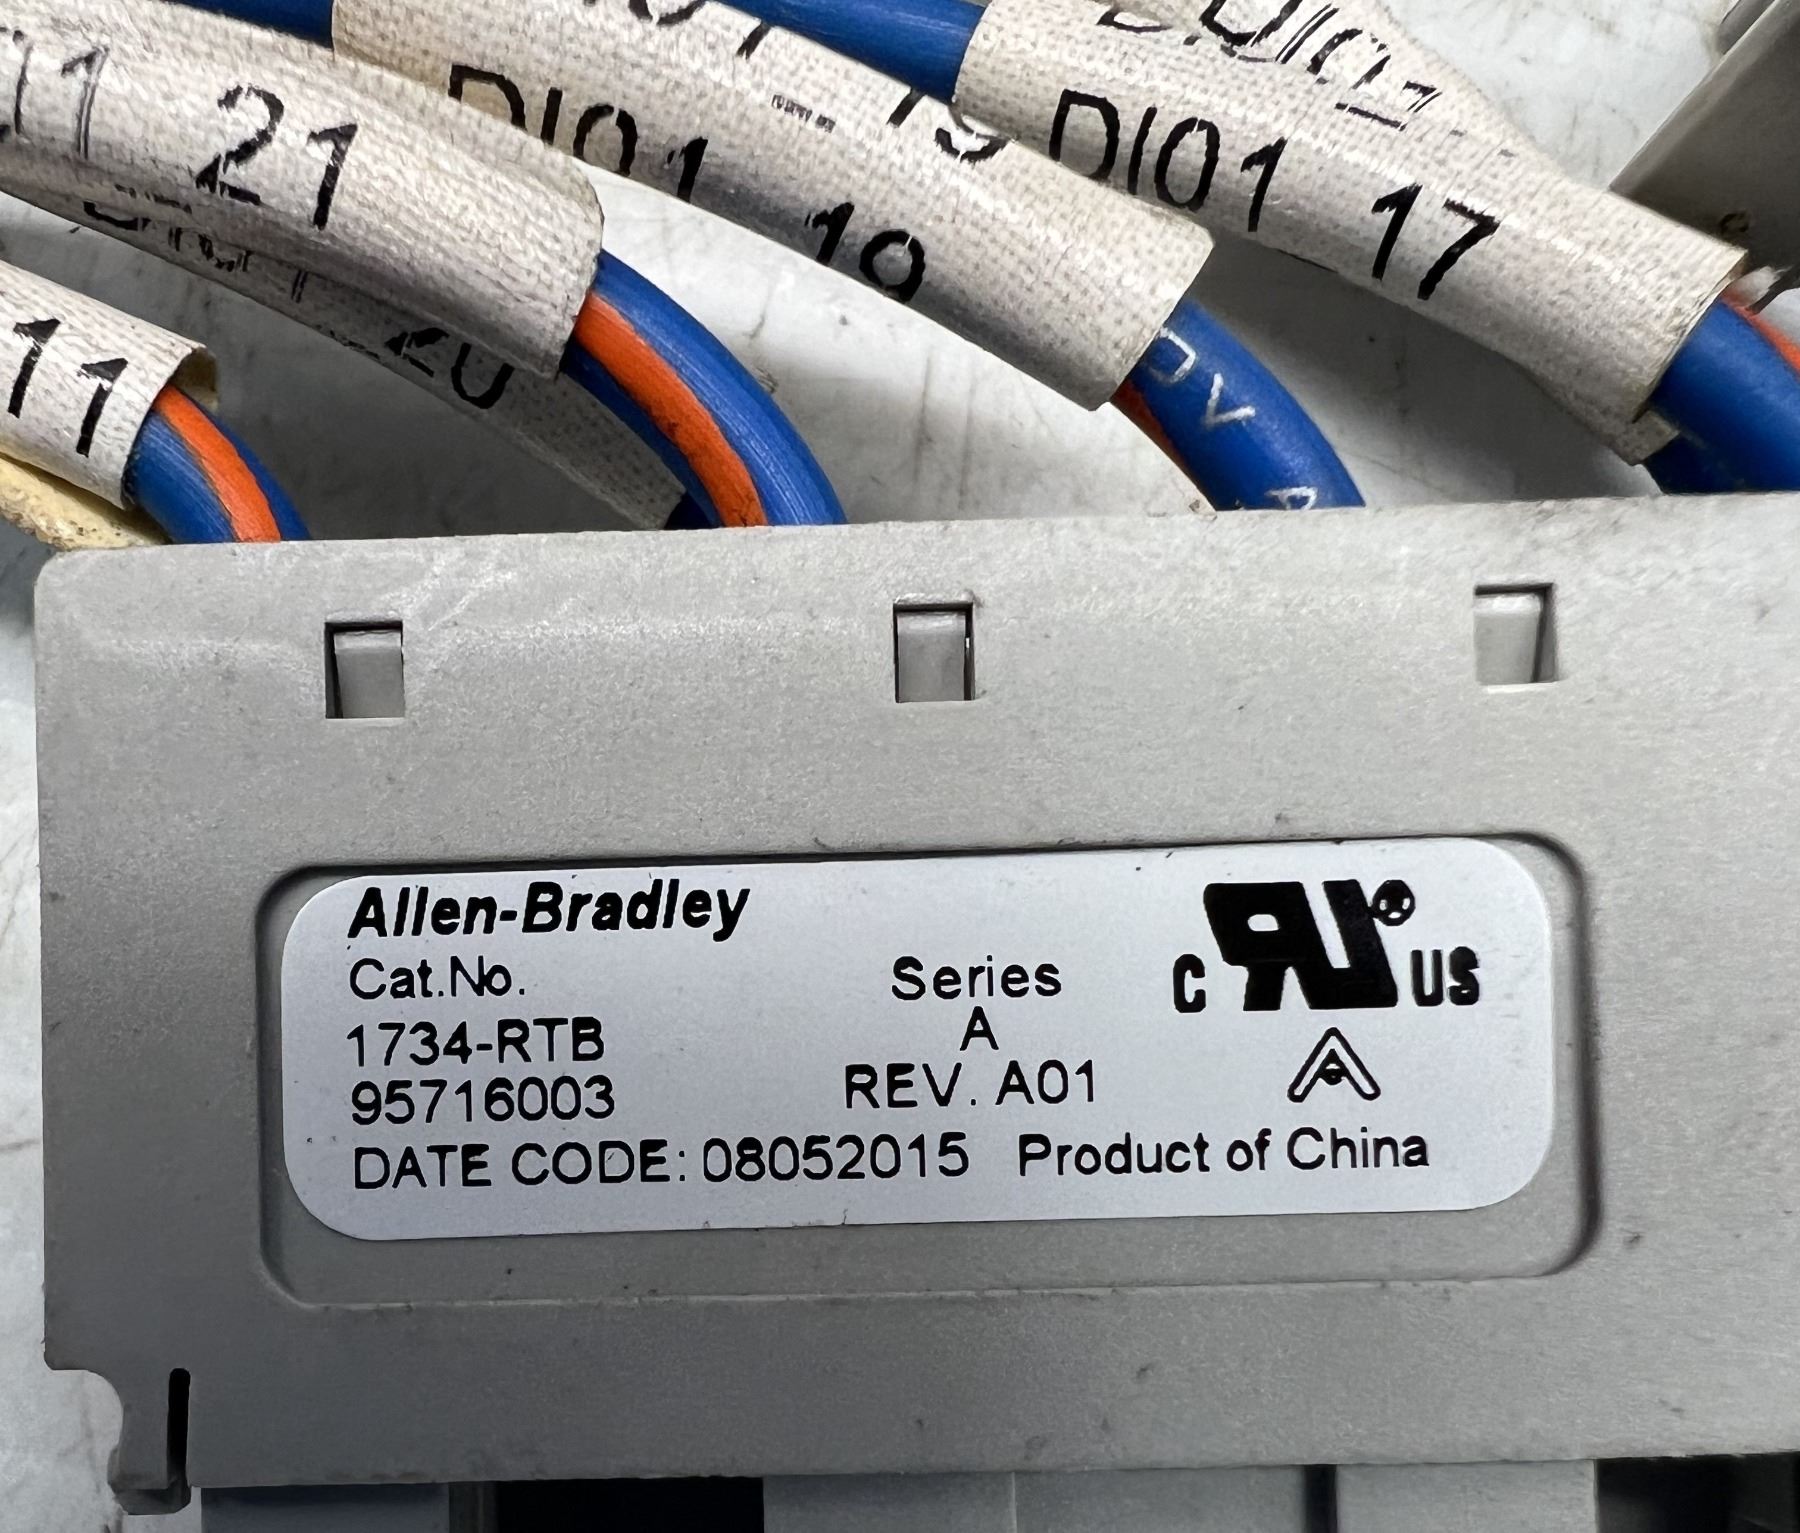 21
DI01 19
DI01 17
11
Allen-Bradley
Cat.No.
Series
1734-RTB
A
95716003
REV. A01
DATE CODE: 08052015 Product of China
C UR US